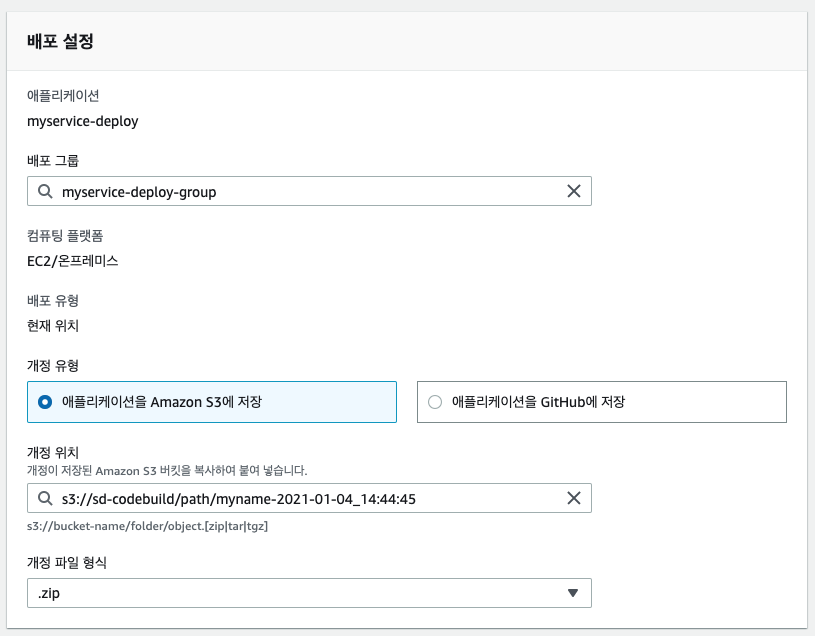 배포 설정
애플리케이션
myservice-deploy
배포 그룹
myservice-deploy-group
컴퓨팅 플랫폼
EC2/온프레미스
배포 유형
현재 위치
개정 유형
애플리케이션을 Amazon S3에 저장
애플리케이션을 GitHub에 저장
개정 위치
개정이 저장된 Amazon S3 버킷을 복사하여 붙여 넣습니다.
s3://sd-codebuild/path/myname-2021-01-04_14:44:45
s3://bucket-name/folder/object.[zip|tar|tgz]
개정 파일 형식
.zip